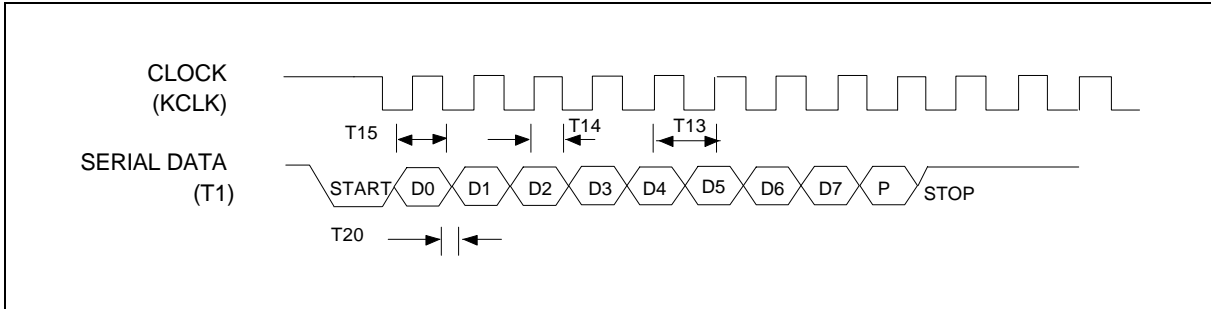 CLOCK
(KCLK)
T15
T14
T13
SERIAL DATA
(T1)
START
D0
D1
D2
D3
D4
D5
D6
D7
P
STOP
T20